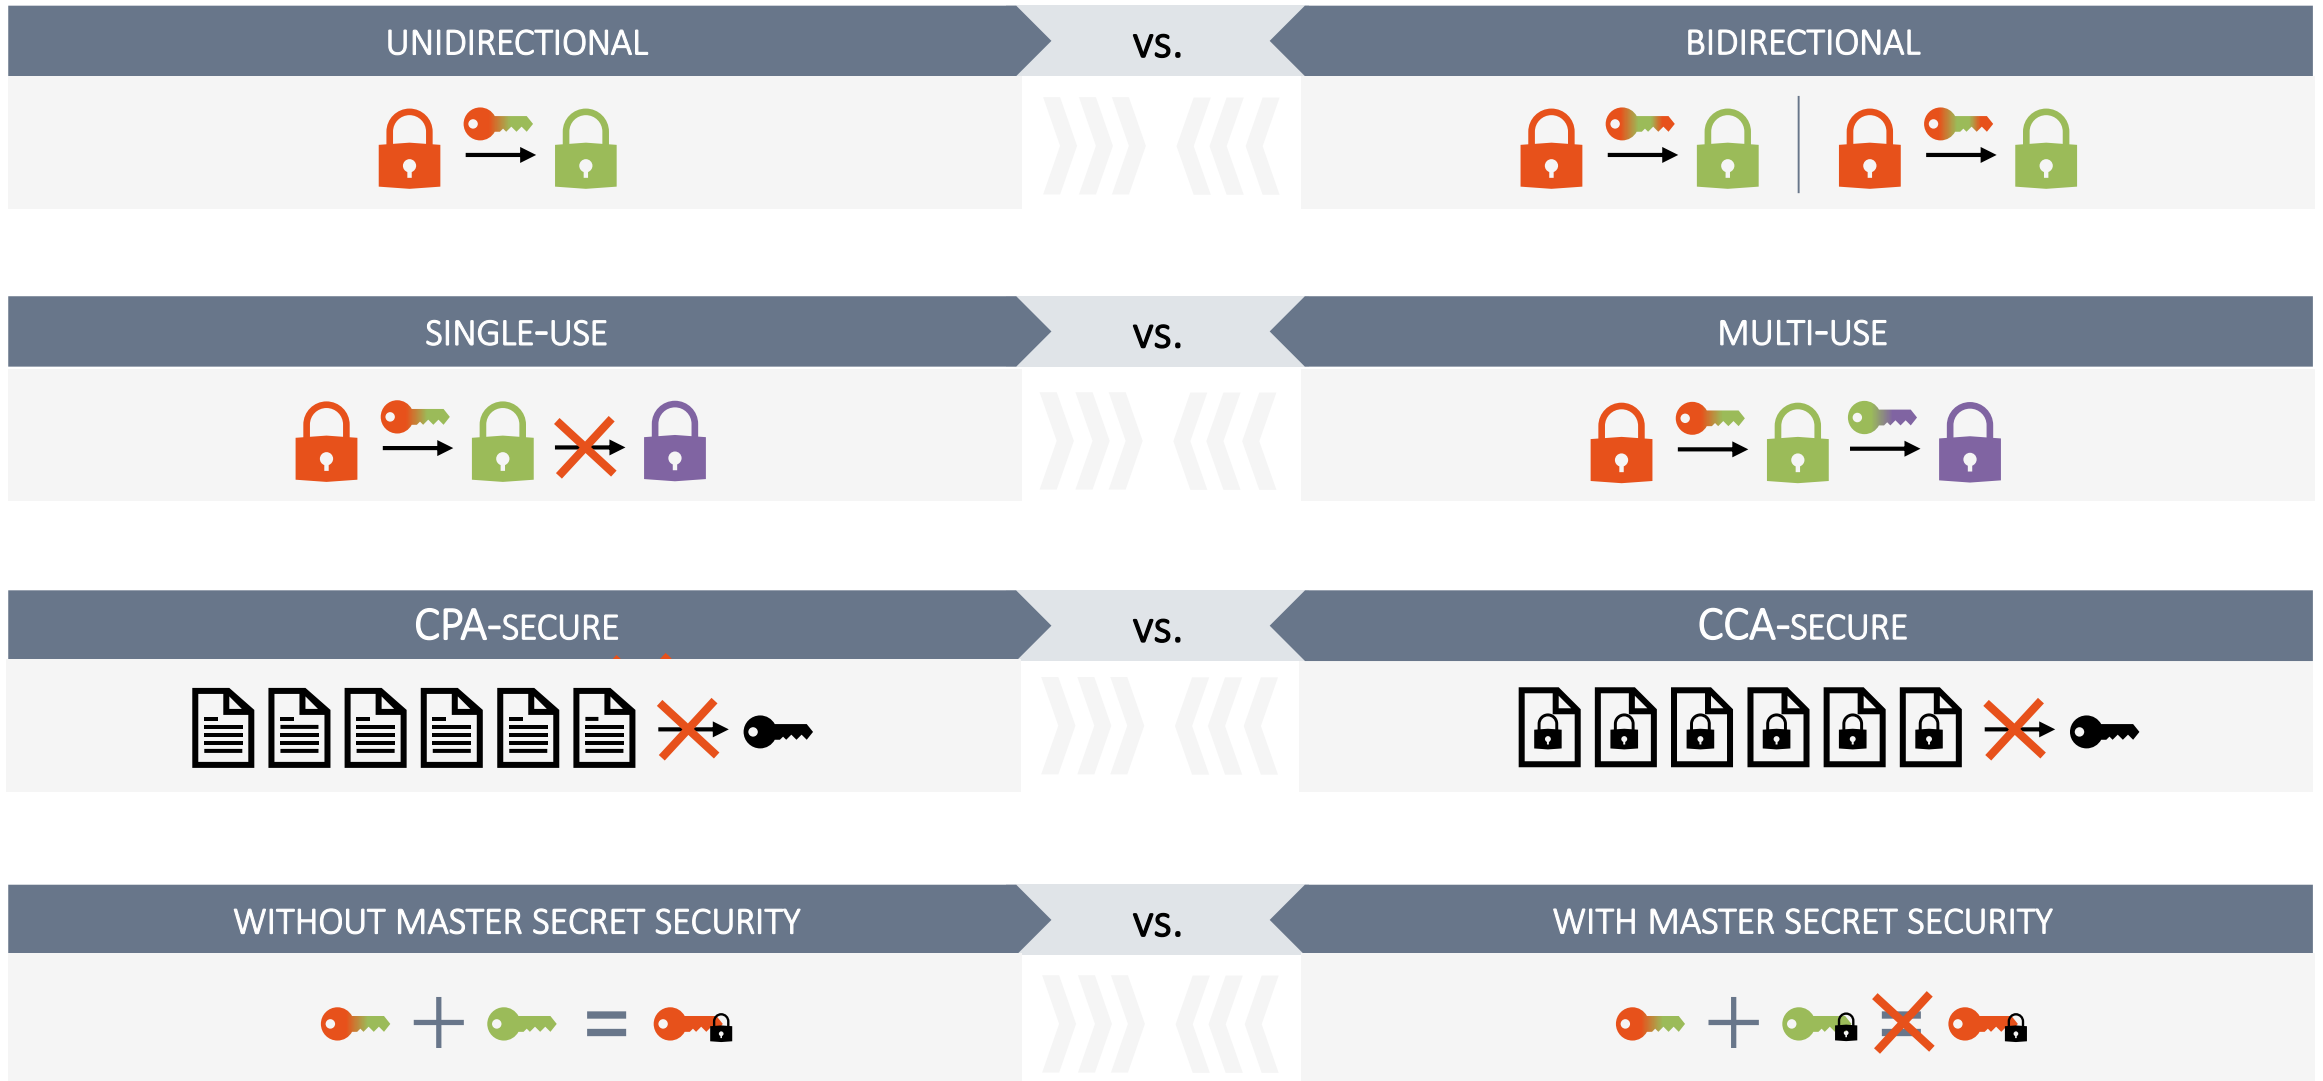 UNIDIRECTIONAL vs. BIDIRECTIONAL
SINGLE-USE vs. MULTI-USE
CPA-SECURE vs. CCA-SECURE
WITHOUT MASTER SECRET SECURITY vs. WITH MASTER SECRET SECURITY